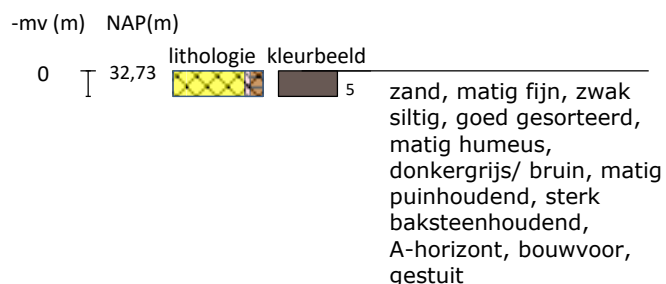 -mv (m) NAP(m)
lithologie kleurbeeld
0 32,73
5
zand, matig fijn, zwak
siltig, goed gesorteerd,
matig humeus,
donkergrijs/ bruin, matig
puinhoudend, sterk
baksteenhoudend,
A-horizont, bouwvoor,
gestuit